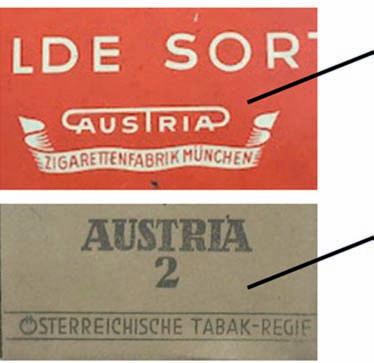 LDE SORT
AUSTRIA
ZIGARETTENFABRIK MÜNCHEN
AUSTRIA
2
ÖSTERREICHISCHE TABAK-REGIE